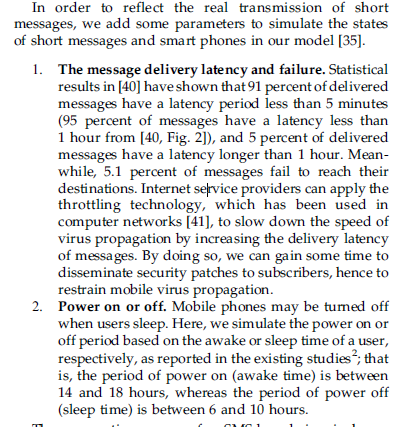 In order to reflect the real transmission of short
messages, we add some parameters to simulate the states
of short messages and smart phones in our model [35].
1. The message delivery latency and failure. Statistical
results in [40] have shown that 91 percent of delivered
messages have a latency period less than 5 minutes
(95 percent of messages have a latency less than
1 hour from [40, Fig. 2]), and 5 percent of delivered
messages have a latency longer than 1 hour. Mean-
while, 5.1 percent of messages fail to reach their
destinations. Internet service providers can apply the
throttling technology, which has been used in
computer networks [41], to slow down the speed of
virus propagation by increasing the delivery latency
of messages. By doing so, we can gain some time to
disseminate security patches to subscribers, hence to
restrain mobile virus propagation.
2. Power on or off. Mobile phones may be turned off
when users sleep. Here, we simulate the power on or
off period based on the awake or sleep time of a user,
respectively, as reported in the existing studies²; that
is, the period of power on (awake time) is between
14 and 18 hours, whereas the period of power off
(sleep time) is between 6 and 10 hours.